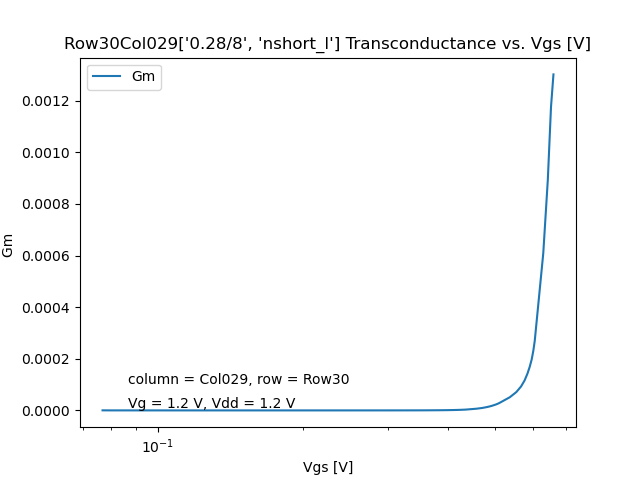 Row30Col029['0.28/8', 'nshort_l'] Transconductance vs. Vgs [V]
Gm
0.0012
0.0010
0.0008
0.0006
0.0004
0.0002
0.0000
Gm
column = Col029, row = Row30
Vg = 1.2 V, Vdd = 1.2 V
10⁻¹
Vgs [V]